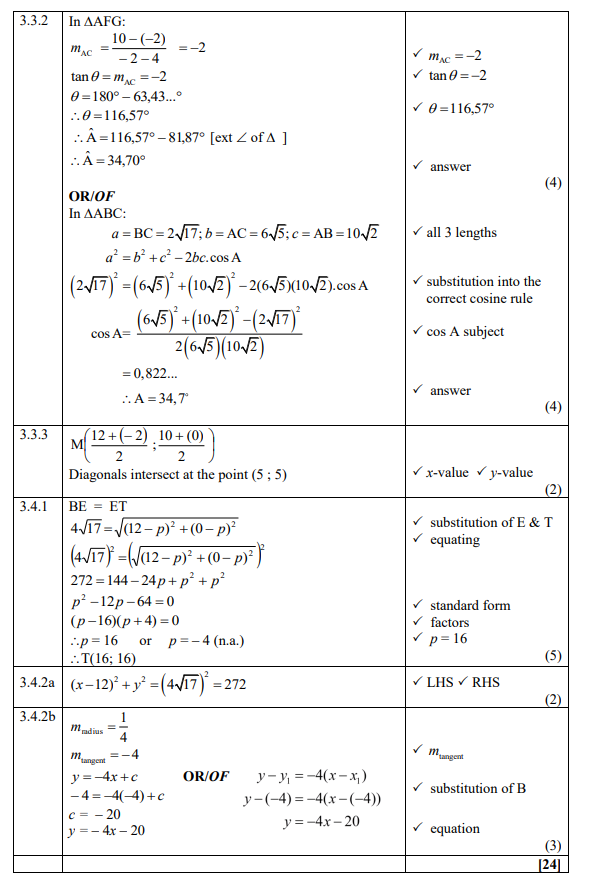 3.3.2 In ΔAFG:
m_AC = (10 – (–2))/(–2 – 4) = –2 ✓ m_AC = –2
tan θ = m_AC = –2 ✓ tan θ = –2
θ = 180° – 63,43...°
∴ θ = 116,57° ✓ θ = 116,57°
∴ Â = 116,57° – 81,87° [ext ∠ of Δ ]
∴ Â = 34,70° ✓ answer
(4)
OR/OF
In ΔABC:
a = BC = 2√17; b = AC = 6√5; c = AB = 10√2 ✓ all 3 lengths
a² = b² + c² – 2bc.cos A
(2√17)² = (6√5)² + (10√2)² – 2(6√5)(10√2).cos A ✓ substitution into the
correct cosine rule
cos A = ((6√5)² + (10√2)² – (2√17)²)/(2(6√5)(10√2)) ✓ cos A subject
= 0,822...
∴ A = 34,7° ✓ answer
(4)
3.3.3 M((12 + (–2))/2 ; (10 + (0))/2)
Diagonals intersect at the point (5 ; 5) ✓ x-value ✓ y-value
(2)
3.4.1 BE = ET
4√17 = √((12 – p)² + (0 – p)²) ✓ substitution of E & T
(4√17)² = (√((12 – p)² + (0 – p)²))² ✓ equating
272 = 144 – 24p + p² + p²
p² – 12p – 64 = 0 ✓ standard form
(p – 16)(p + 4) = 0 ✓ factors
∴ p = 16 or p = – 4 (n.a.) ✓ p = 16
∴ T(16; 16) (5)
3.4.2a (x – 12)² + y² = (4√17)² = 272 ✓ LHS ✓ RHS
(2)
3.4.2b m_radius = 1/4
m_tangent = – 4 ✓ m_tangent
y = –4x + c OR/OF y – y₁ = –4(x – x₁)
– 4 = –4(–4) + c y – (–4) = –4(x – (–4)) ✓ substitution of B
c = – 20 y = –4x – 20
y = – 4x – 20 ✓ equation
(3)
[24]